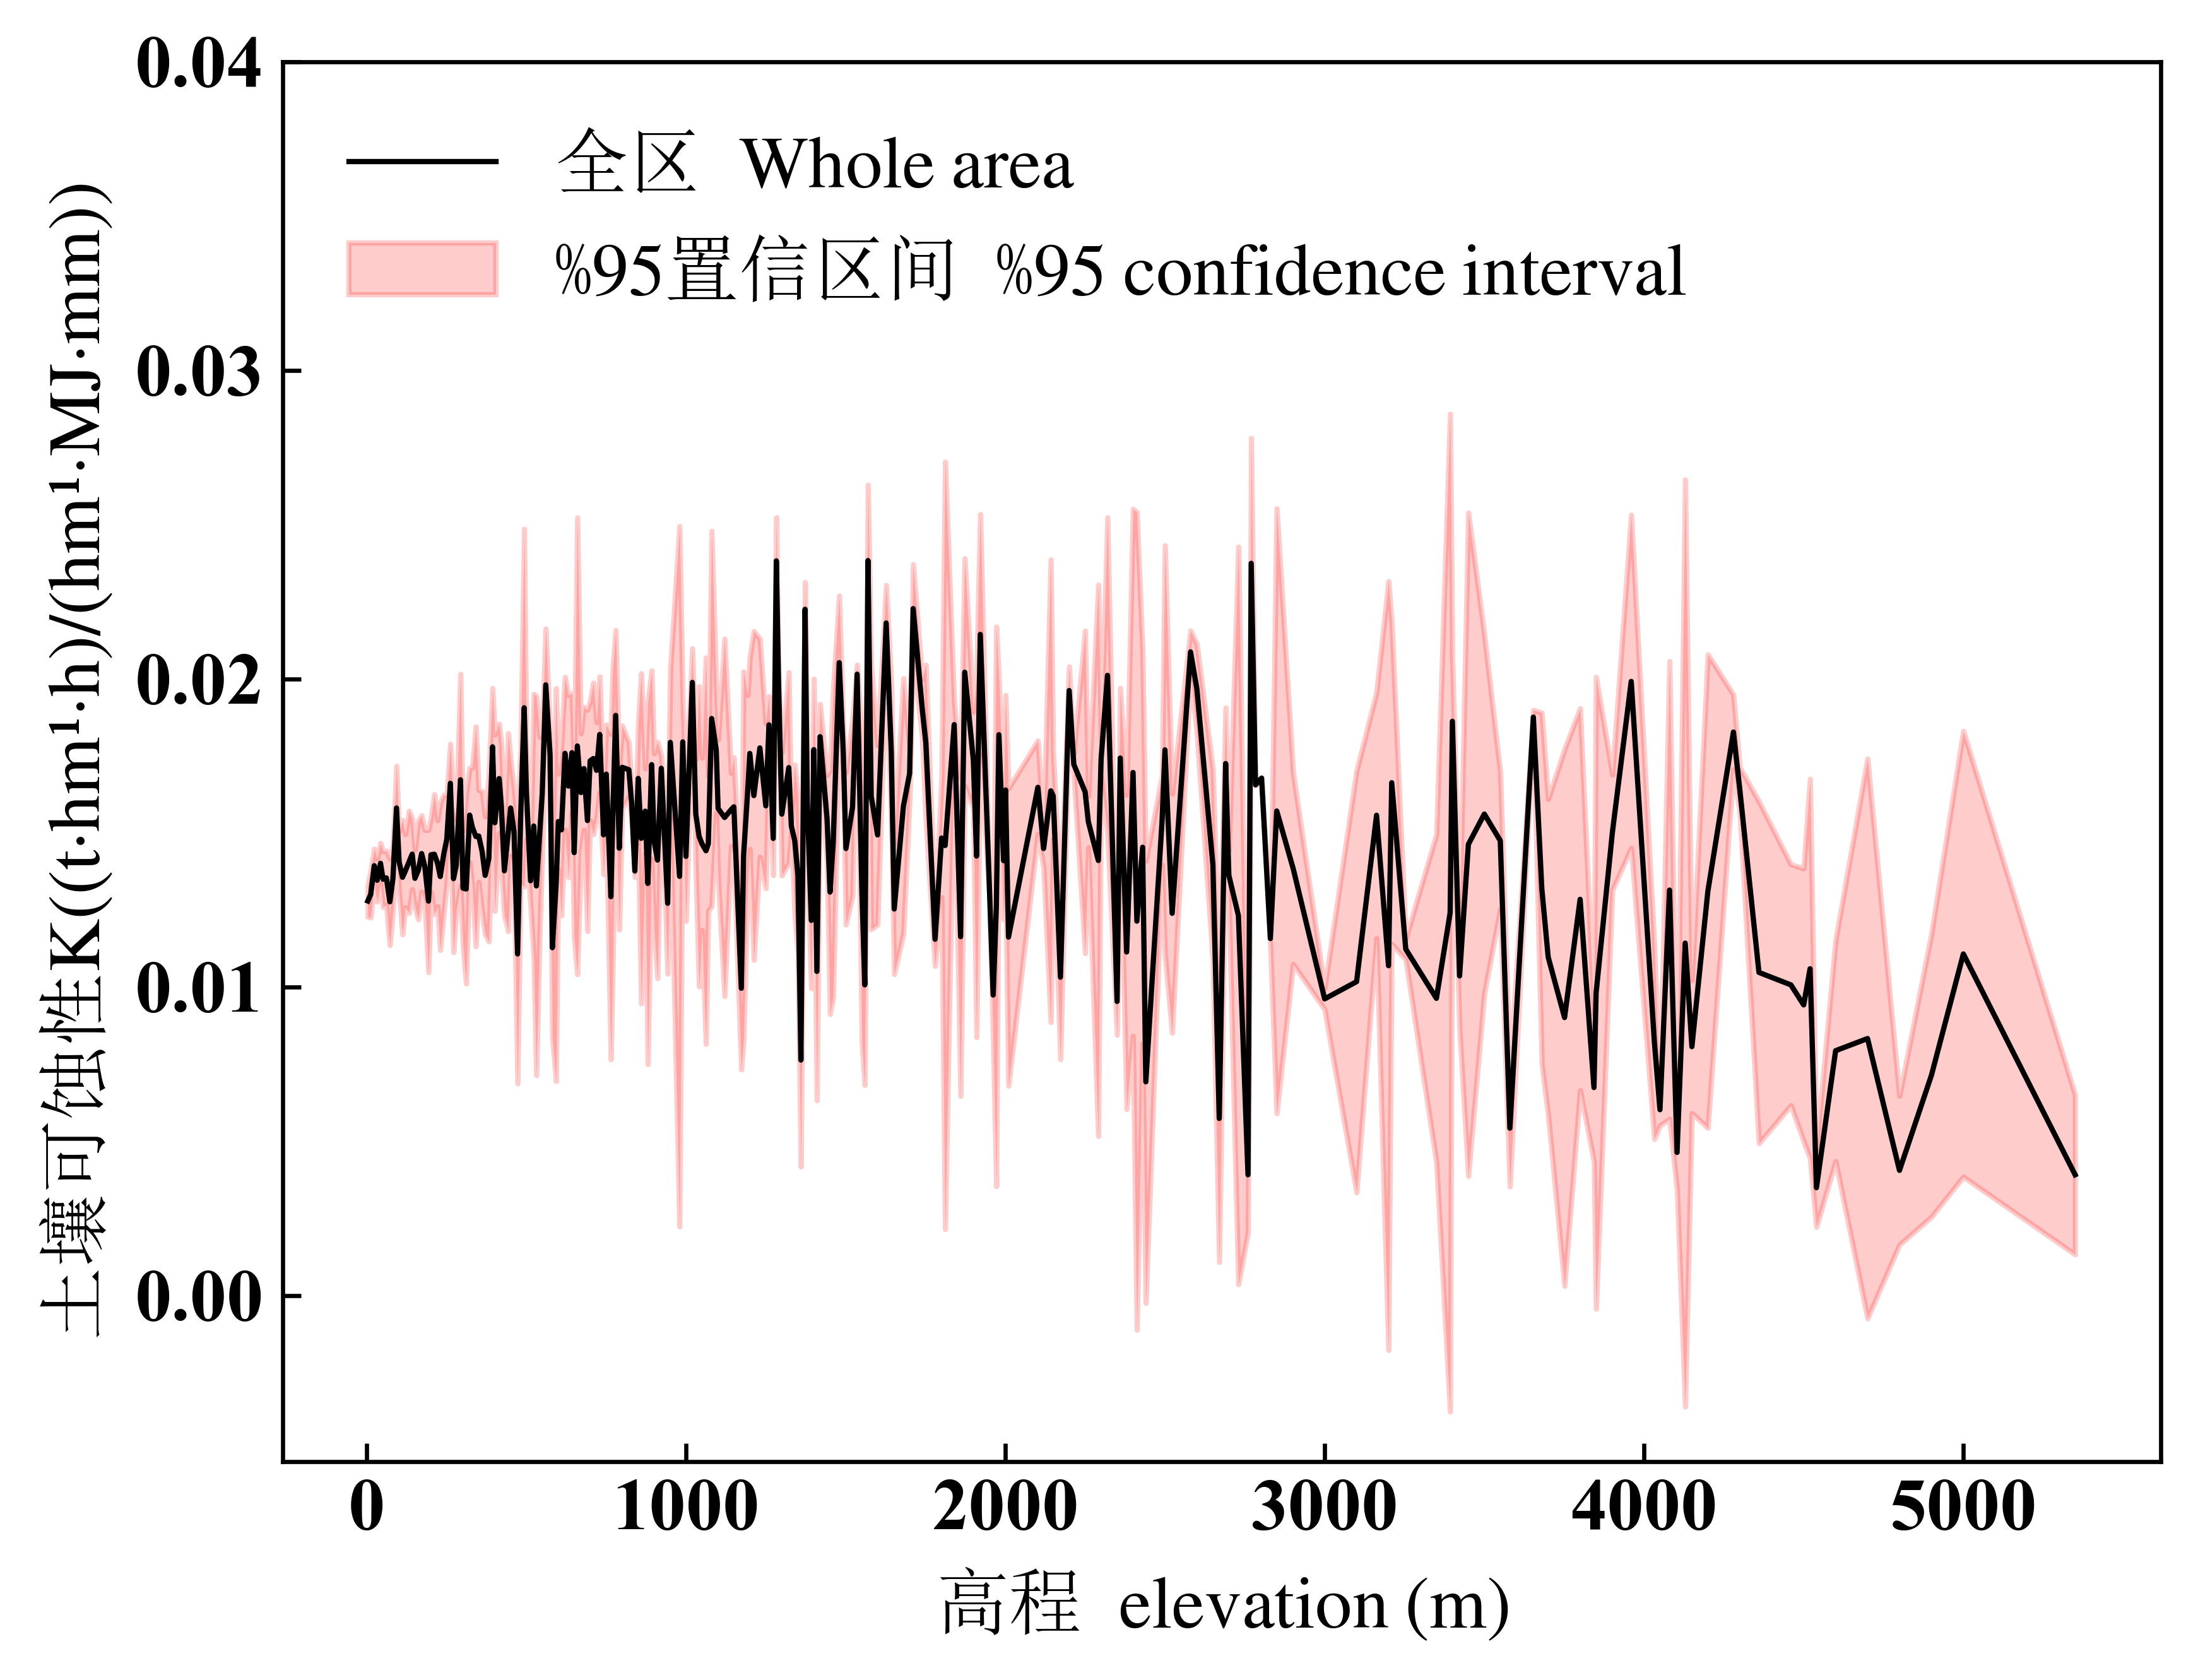 0.04
0.03
0.02
0.01
0.00
土壤可蚀性K((t·hm¹·h)/(hm¹·MJ·mm))
全区 Whole area
%95置信区间 %95 confidence interval
0 1000 2000 3000 4000 5000
高程 elevation (m)